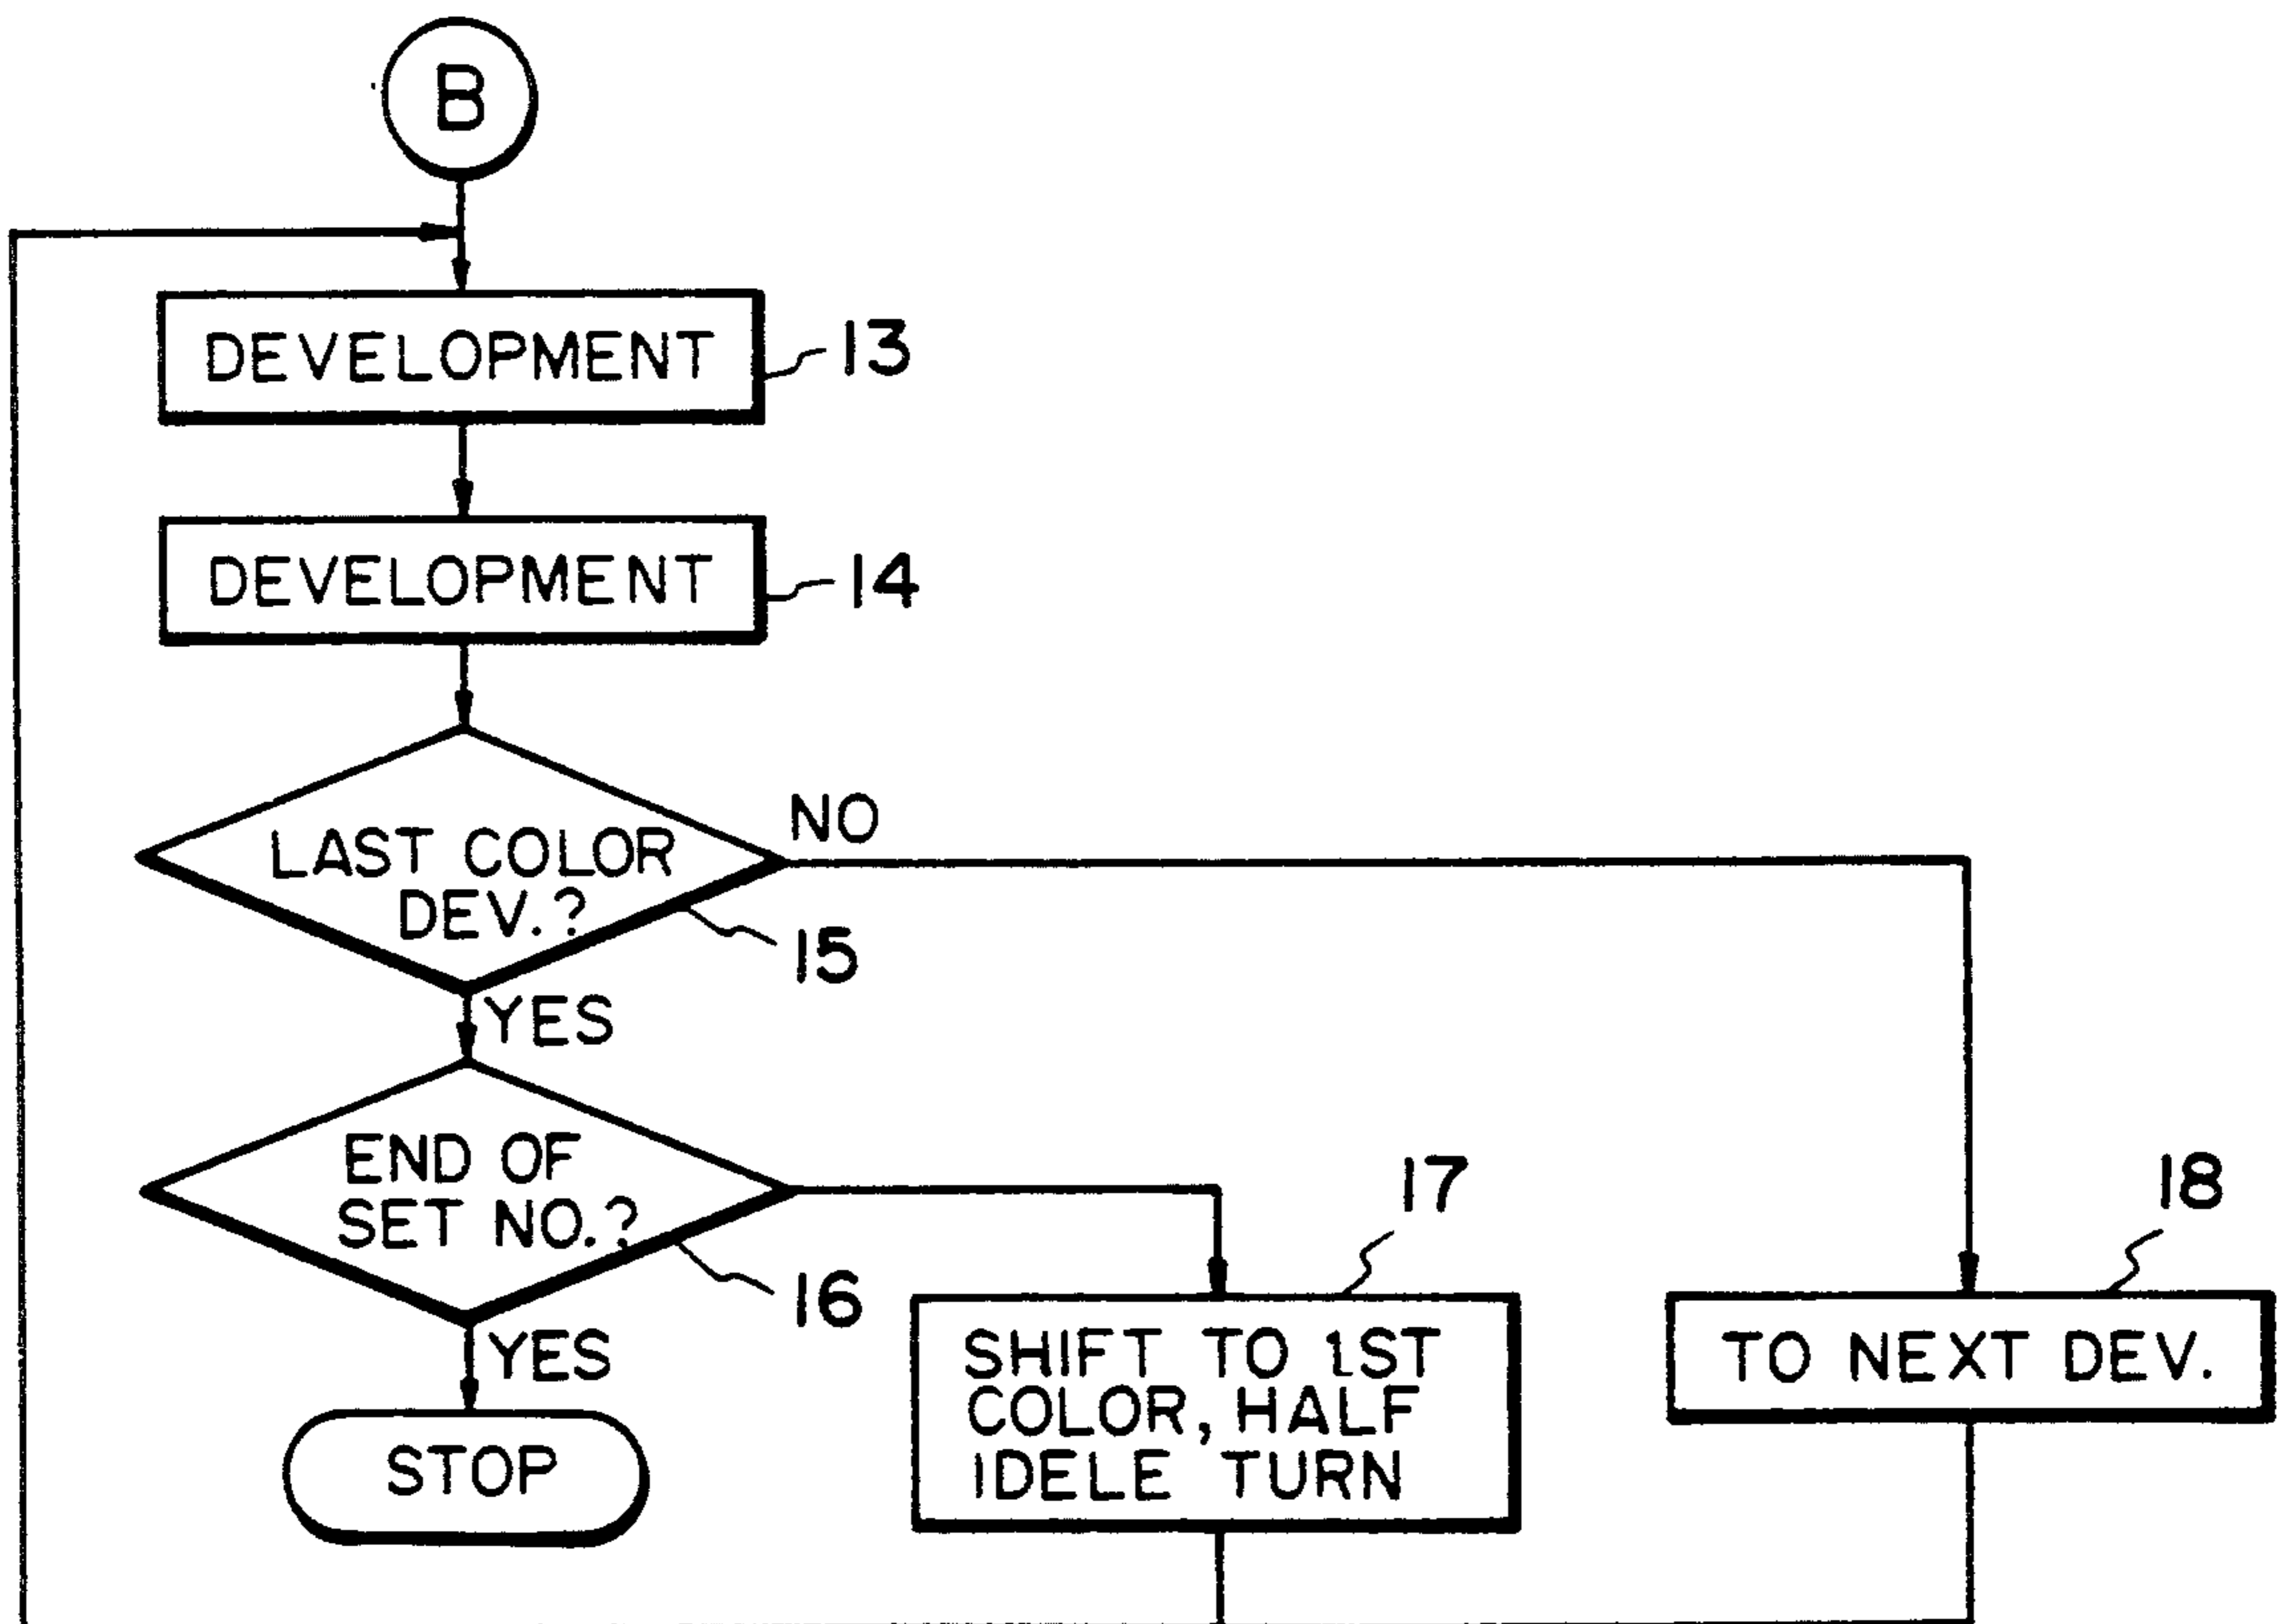 B
DEVELOPMENT
13
DEVELOPMENT
14
LAST COLOR
DEV.?
NO
15
YES
END OF
SET NO.?
16
YES
STOP
17
SHIFT TO 1ST
COLOR, HALF
IDELE TURN
18
TO NEXT DEV.